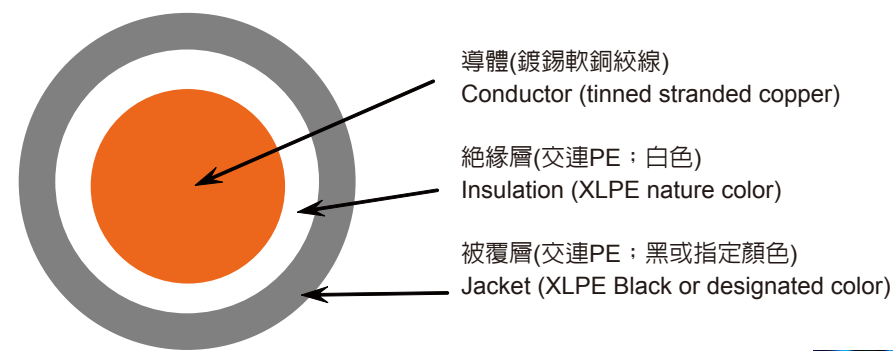 導體(鍍錫軟銅絞線)
Conductor (tinned stranded copper)
絕緣層(交連PE；白色)
Insulation (XLPE nature color)
被覆層(交連PE；黑或指定顏色)
Jacket (XLPE Black or designated color)